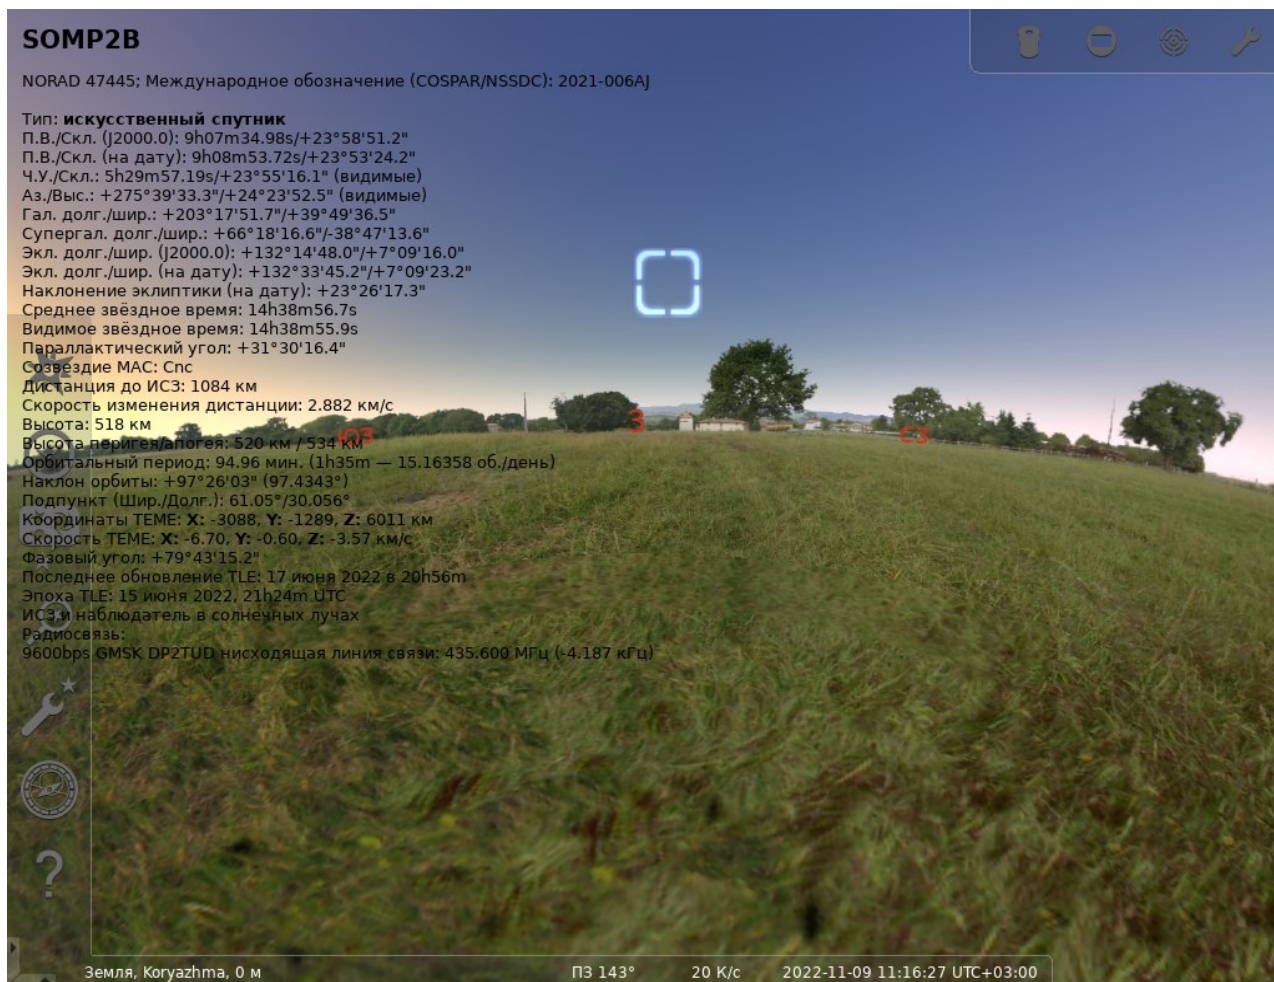 SOMP2B
NORAD 47445; Международное обозначение (COSPAR/NSSDC): 2021-006AJ
Тип: искусственный спутник
П.В./Скл. (J2000.0): 9h07m34.98s/+23°58'51.2"
П.В./Скл. (на дату): 9h08m53.72s/+23°53'24.2"
Ч.У./Скл.: 5h29m57.19s/+23°55'16.1" (видимые)
Аз./Выс.: +275°39'33.3"/+24°23'52.5" (видимые)
Гал. долг./шир.: +203°17'51.7"/+39°49'36.5"
Супергал. долг./шир.: +66°18'16.6"/-38°47'13.6"
Экл. долг./шир. (J2000.0): +132°14'48.0"/+7°09'16.0"
Экл. долг./шир. (на дату): +132°33'45.2"/+7°09'23.2"
Наклонение эклиптики (на дату): +23°26'17.3"
Среднее звёздное время: 14h38m56.7s
Видимое звёздное время: 14h38m55.9s
Параллактический угол: +31°30'16.4"
Созвездие МАС: Cnc
Дистанция до ИСЗ: 1084 км
Скорость изменения дистанции: 2.882 км/с
Высота: 518 км
З
ЮЗ
СЗ
Высота перигея/апогея: 520 км / 534 км
Орбитальный период: 94.96 мин. (1h35m — 15.16358 об./день)
Наклон орбиты: +97°26'03" (97.4343°)
Подпункт (Шир./Долг.): 61.05°/30.056°
Координаты TEME: X: -3088, Y: -1289, Z: 6011 км
Скорость TEME: X: -6.70, Y: -0.60, Z: -3.57 км/с
Фазовый угол: +79°43'15.2"
Последнее обновление TLE: 17 июня 2022 в 20h56m
Эпоха TLE: 15 июня 2022, 21h24m UTC
ИСЗ и наблюдатель в солнечных лучах
Радиосвязь:
9600bps GMSK DP2TUD нисходящая линия связи: 435.600 МГц (-4.187 кГц)
?
Земля, Koryazhma, 0 м ПЗ 143° 20 К/с 2022-11-09 11:16:27 UTC+03:00